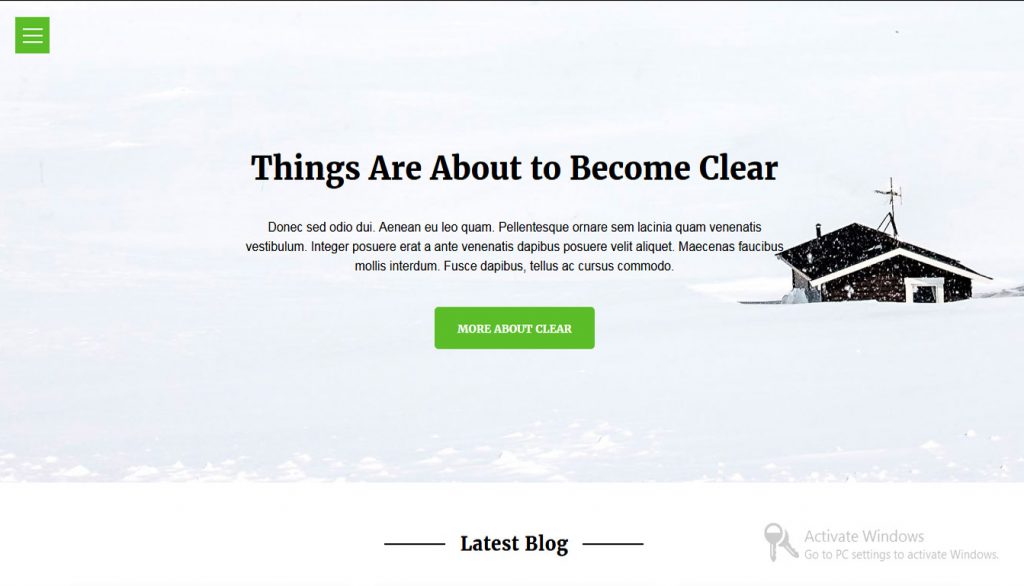 Things Are About to Become Clear
Donec sed odio dui. Aenean eu leo quam. Pellentesque ornare sem lacinia quam venenatis
vestibulum. Integer posuere erat a ante venenatis dapibus posuere velit aliquet. Maecenas faucibus
mollis interdum. Fusce dapibus, tellus ac cursus commodo.
MORE ABOUT CLEAR
Latest Blog
Activate Windows
Go to PC settings to activate Windows.